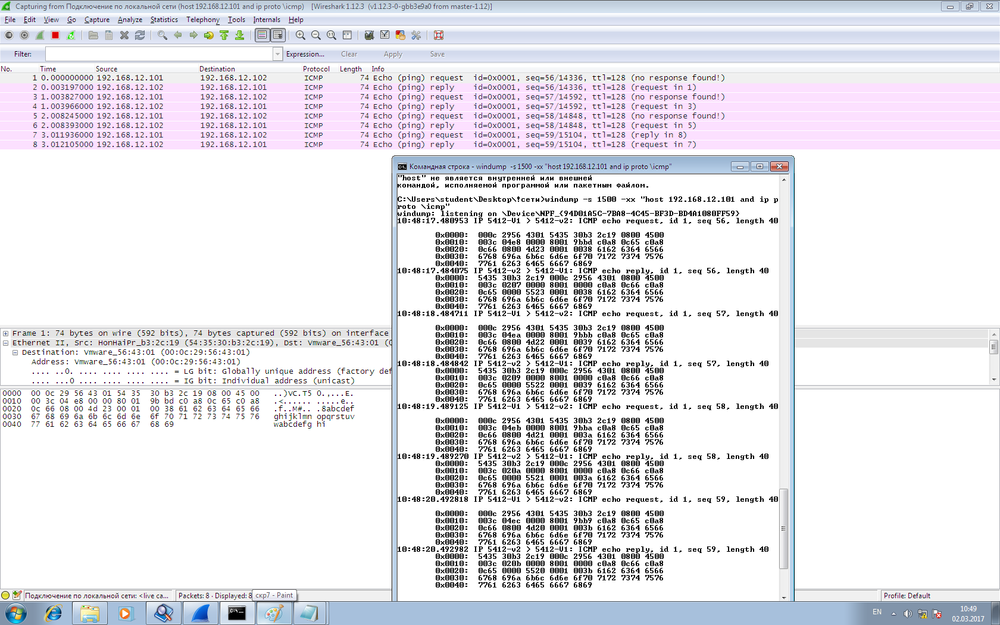 Capturing from Подключение по локальной сети (host 192.168.12.101 and ip proto \icmp)    [Wireshark 1.12.3  (v1.12.3-0-gbb3e9a0 from master-1.12)]
File Edit View Go Capture Analyze Statistics Telephony Tools Internals Help
Filter: Expression... Clear Apply Save
No. Time Source Destination Protocol Length Info
1 0.000000000 192.168.12.101 192.168.12.102 ICMP 74 Echo (ping) request id=0x0001, seq=56/14336, ttl=128 (no response found!)
2 0.003197000 192.168.12.102 192.168.12.101 ICMP 74 Echo (ping) reply id=0x0001, seq=56/14336, ttl=128 (request in 1)
3 1.003827000 192.168.12.101 192.168.12.102 ICMP 74 Echo (ping) request id=0x0001, seq=57/14592, ttl=128 (no response found!)
4 1.003966000 192.168.12.102 192.168.12.101 ICMP 74 Echo (ping) reply id=0x0001, seq=57/14592, ttl=128 (request in 3)
5 2.008245000 192.168.12.101 192.168.12.102 ICMP 74 Echo (ping) request id=0x0001, seq=58/14848, ttl=128 (no response found!)
6 2.008393000 192.168.12.102 192.168.12.101 ICMP 74 Echo (ping) reply id=0x0001, seq=58/14848, ttl=128 (request in 5)
7 3.011936000 192.168.12.101 192.168.12.102 ICMP 74 Echo (ping) request id=0x0001, seq=59/15104, ttl=128 (reply in 8)
8 3.012105000 192.168.12.102 192.168.12.101 ICMP 74 Echo (ping) reply id=0x0001, seq=59/15104, ttl=128 (request in 7)
Командная строка - windump  -s 1500 -xx "host 192.168.12.101 and ip proto \icmp"
"host" не является внутренней или внешней
командой, исполняемой программой или пакетным файлом.
C:\Users\student\Desktop\!сети>windump -s 1500 -xx "host 192.168.12.101 and ip p
roto \icmp"
windump: listening on \Device\NPF_{94D01A5C-7BA8-4C45-BF3D-BD4A1080FF59}
10:48:17.480953 IP 5412-V1 > 5412-v2: ICMP echo request, id 1, seq 56, length 40
0x0000:  000c 2956 4301 5435 30b3 2c19 0800 4500
0x0010:  003c 04e8 0000 8001 9bbd c0a8 0c65 c0a8
0x0020:  0c66 0800 4d23 0001 0038 6162 6364 6566
0x0030:  6768 696a 6b6c 6d6e 6f70 7172 7374 7576
0x0040:  7761 6263 6465 6667 6869
10:48:17.484075 IP 5412-v2 > 5412-V1: ICMP echo reply, id 1, seq 56, length 40
0x0000:  5435 30b3 2c19 000c 2956 4301 0800 4500
0x0010:  003c 0207 0000 8001 0000 c0a8 0c66 c0a8
0x0020:  0c65 0000 5523 0001 0038 6162 6364 6566
0x0030:  6768 696a 6b6c 6d6e 6f70 7172 7374 7576
0x0040:  7761 6263 6465 6667 6869
10:48:18.484711 IP 5412-V1 > 5412-v2: ICMP echo request, id 1, seq 57, length 40
0x0000:  000c 2956 4301 5435 30b3 2c19 0800 4500
0x0010:  003c 04ea 0000 8001 9bbb c0a8 0c65 c0a8
0x0020:  0c66 0800 4d22 0001 0039 6162 6364 6566
0x0030:  6768 696a 6b6c 6d6e 6f70 7172 7374 7576
0x0040:  7761 6263 6465 6667 6869
10:48:18.484842 IP 5412-v2 > 5412-V1: ICMP echo reply, id 1, seq 57, length 40
0x0000:  5435 30b3 2c19 000c 2956 4301 0800 4500
0x0010:  003c 0209 0000 8001 0000 c0a8 0c66 c0a8
0x0020:  0c65 0000 5522 0001 0039 6162 6364 6566
0x0030:  6768 696a 6b6c 6d6e 6f70 7172 7374 7576
0x0040:  7761 6263 6465 6667 6869
10:48:19.489125 IP 5412-V1 > 5412-v2: ICMP echo request, id 1, seq 58, length 40
0x0000:  000c 2956 4301 5435 30b3 2c19 0800 4500
0x0010:  003c 04eb 0000 8001 9bba c0a8 0c65 c0a8
0x0020:  0c66 0800 4d21 0001 003a 6162 6364 6566
0x0030:  6768 696a 6b6c 6d6e 6f70 7172 7374 7576
0x0040:  7761 6263 6465 6667 6869
10:48:19.489270 IP 5412-v2 > 5412-V1: ICMP echo reply, id 1, seq 58, length 40
0x0000:  5435 30b3 2c19 000c 2956 4301 0800 4500
0x0010:  003c 020a 0000 8001 0000 c0a8 0c66 c0a8
0x0020:  0c65 0000 5521 0001 003a 6162 6364 6566
0x0030:  6768 696a 6b6c 6d6e 6f70 7172 7374 7576
0x0040:  7761 6263 6465 6667 6869
10:48:20.492818 IP 5412-V1 > 5412-v2: ICMP echo request, id 1, seq 59, length 40
0x0000:  000c 2956 4301 5435 30b3 2c19 0800 4500
0x0010:  003c 04ec 0000 8001 9bb9 c0a8 0c65 c0a8
0x0020:  0c66 0800 4d20 0001 003b 6162 6364 6566
0x0030:  6768 696a 6b6c 6d6e 6f70 7172 7374 7576
0x0040:  7761 6263 6465 6667 6869
10:48:20.492982 IP 5412-v2 > 5412-V1: ICMP echo reply, id 1, seq 59, length 40
0x0000:  5435 30b3 2c19 000c 2956 4301 0800 4500
0x0010:  003c 020b 0000 8001 0000 c0a8 0c66 c0a8
0x0020:  0c65 0000 5520 0001 003b 6162 6364 6566
0x0030:  6768 696a 6b6c 6d6e 6f70 7172 7374 7576
0x0040:  7761 6263 6465 6667 6869
Frame 1: 74 bytes on wire (592 bits), 74 bytes captured (592 bits) on interface
Ethernet II, Src: HonHaiPr_b3:2c:19 (54:35:30:b3:2c:19), Dst: Vmware_56:43:01 (0
Destination: Vmware_56:43:01 (00:0c:29:56:43:01)
Address: Vmware_56:43:01 (00:0c:29:56:43:01)
.... ..0. .... .... .... .... = LG bit: Globally unique address (factory def
.... ...0 .... .... .... .... = IG bit: Individual address (unicast)
0000  00 0c 29 56 43 01 54 35  30 b3 2c 19 08 00 45 00   ..)VC.T5 0.,...E.
0010  00 3c 04 e8 00 00 80 01  9b bd c0 a8 0c 65 c0 a8   .<...... .....e..
0020  0c 66 08 00 4d 23 00 01  00 38 61 62 63 64 65 66   .f..M#.. .8abcdef
0030  67 68 69 6a 6b 6c 6d 6e  6f 70 71 72 73 74 75 76   ghijklmn opqrstuv
0040  77 61 62 63 64 65 66 67  68 69   wabcdefg hi
Подключение по локальной сети: <live ca... Packets: 8 · Displayed: 8 Profile: Default
скр7 - Paint
C:\.
EN 10:49
02.03.2017